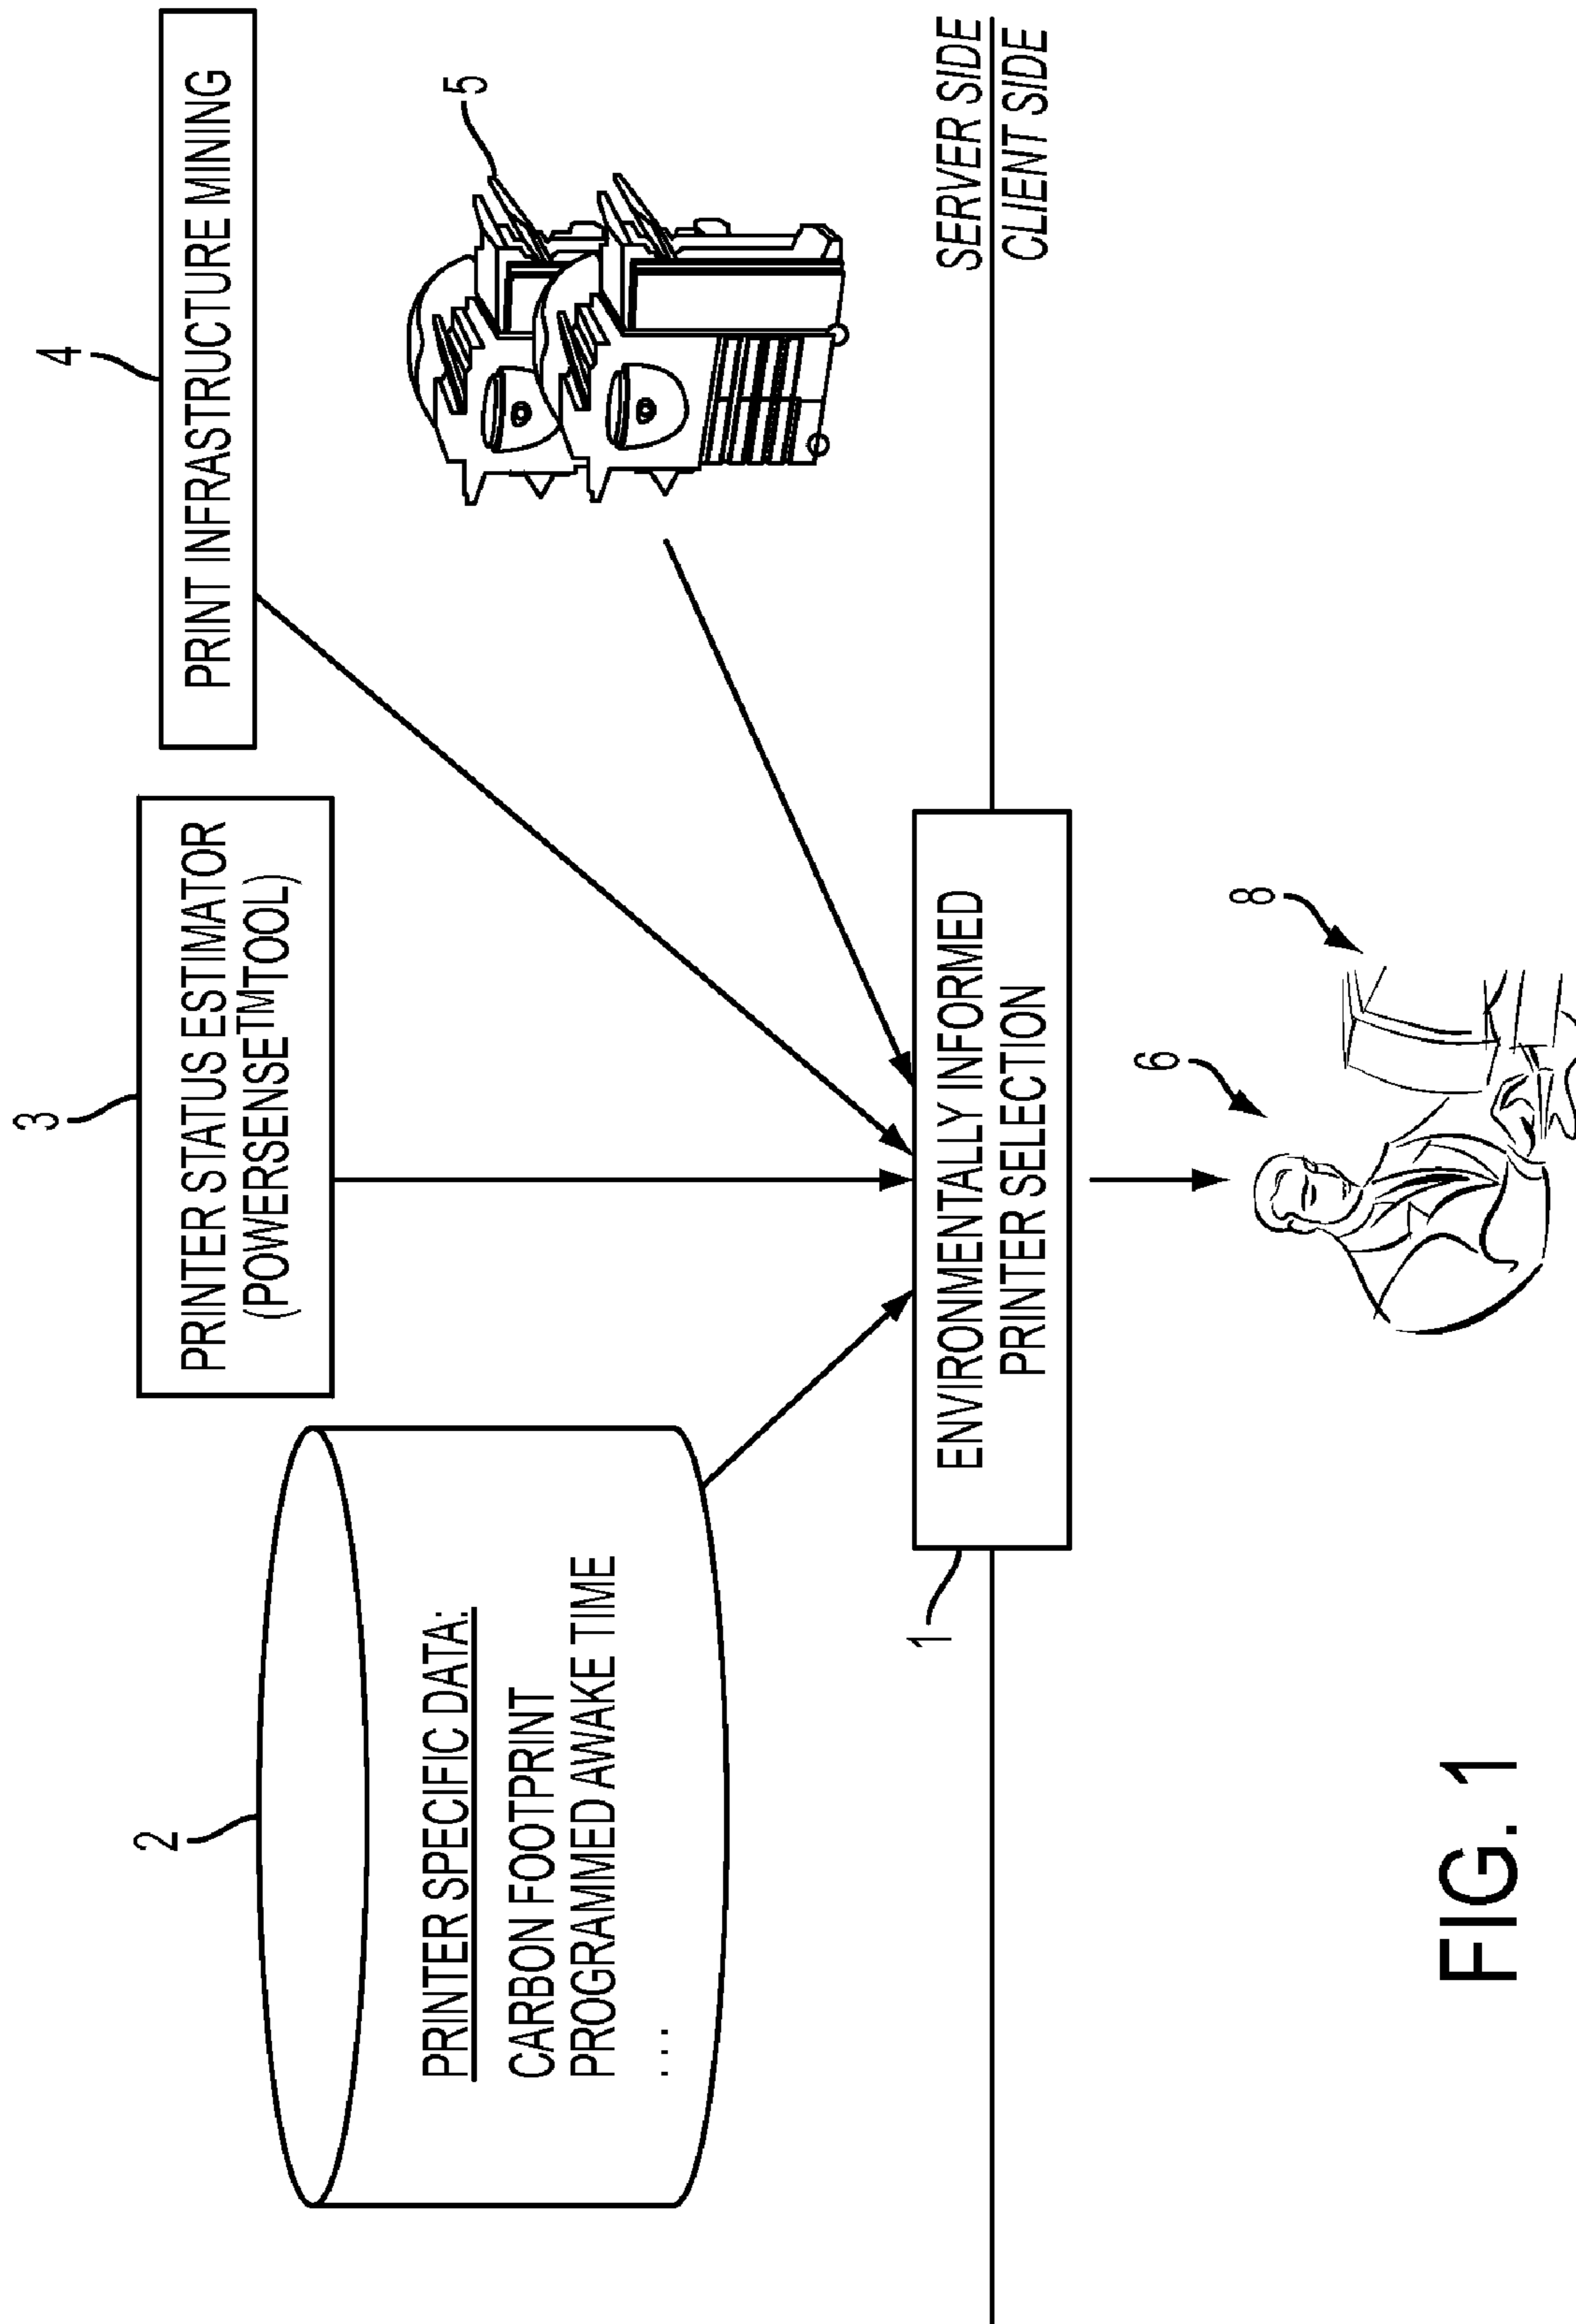 4
PRINT INFRASTRUCTURE MINING
3
PRINTER STATUS ESTIMATOR
(POWERSENSE™TOOL)
2
PRINTER SPECIFIC DATA:
CARBON FOOTPRINT
PROGRAMMED AWAKE TIME
...
5
SERVER SIDE
CLIENT SIDE
1
ENVIRONMENTALLY INFORMED
PRINTER SELECTION
6
8
FIG. 1